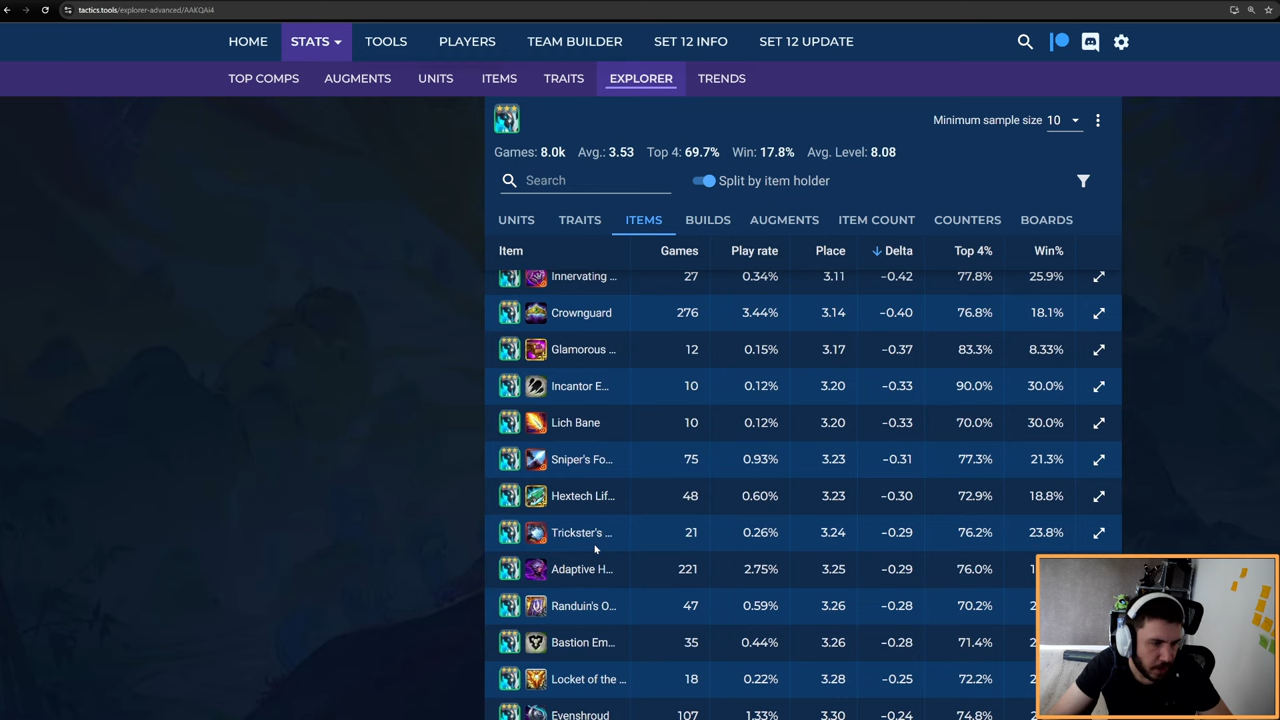 tactics.tools/explorer-advanced/AAKQAi4
HOME STATS TOOLS PLAYERS TEAM BUILDER SET 12 INFO SET 12 UPDATE
TOP COMPS AUGMENTS UNITS ITEMS TRAITS EXPLORER TRENDS
Minimum sample size 10
Games: 8.0k Avg.: 3.53 Top 4: 69.7% Win: 17.8% Avg. Level: 8.08
Search Split by item holder
UNITS TRAITS ITEMS BUILDS AUGMENTS ITEM COUNT COUNTERS BOARDS
Item Games Play rate Place Delta Top 4% Win%
Innervating ... 27 0.34% 3.11 −0.42 77.8% 25.9%
Crownguard 276 3.44% 3.14 −0.40 76.8% 18.1%
Glamorous ... 12 0.15% 3.17 −0.37 83.3% 8.33%
Incantor E... 10 0.12% 3.20 −0.33 90.0% 30.0%
Lich Bane 10 0.12% 3.20 −0.33 70.0% 30.0%
Sniper's Fo... 75 0.93% 3.23 −0.31 77.3% 21.3%
Hextech Lif... 48 0.60% 3.23 −0.30 72.9% 18.8%
Trickster's ... 21 0.26% 3.24 −0.29 76.2% 23.8%
Adaptive H... 221 2.75% 3.25 −0.29 76.0%
Randuin's O... 47 0.59% 3.26 −0.28 70.2%
Bastion Em... 35 0.44% 3.26 −0.28 71.4%
Locket of the ... 18 0.22% 3.28 −0.25 72.2%
Evenshroud 107 1.33% 3.30 −0.24 74.8%